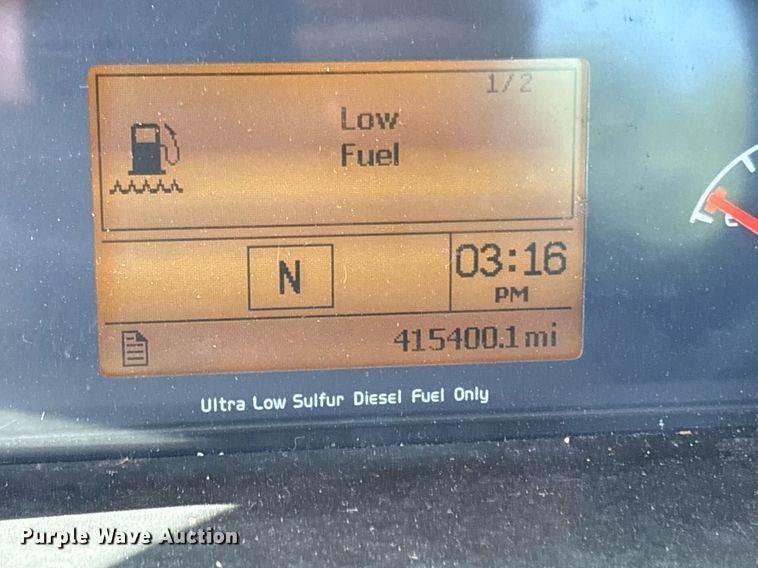 1/2
Low
Fuel
N
03:16
PM
415400.1 mi
Ultra Low Sulfur Diesel Fuel Only
Purple Wave Auction